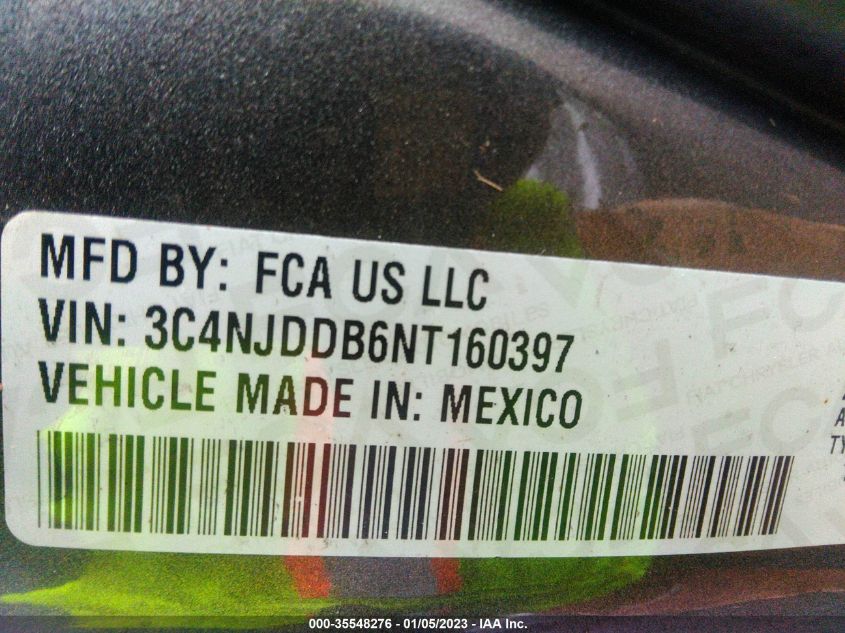 MFD BY: FCA US LLC
VIN: 3C4NJDDB6NT160397
VEHICLE MADE IN: MEXICO
000-35548276 - 01/05/2023 - IAA Inc.